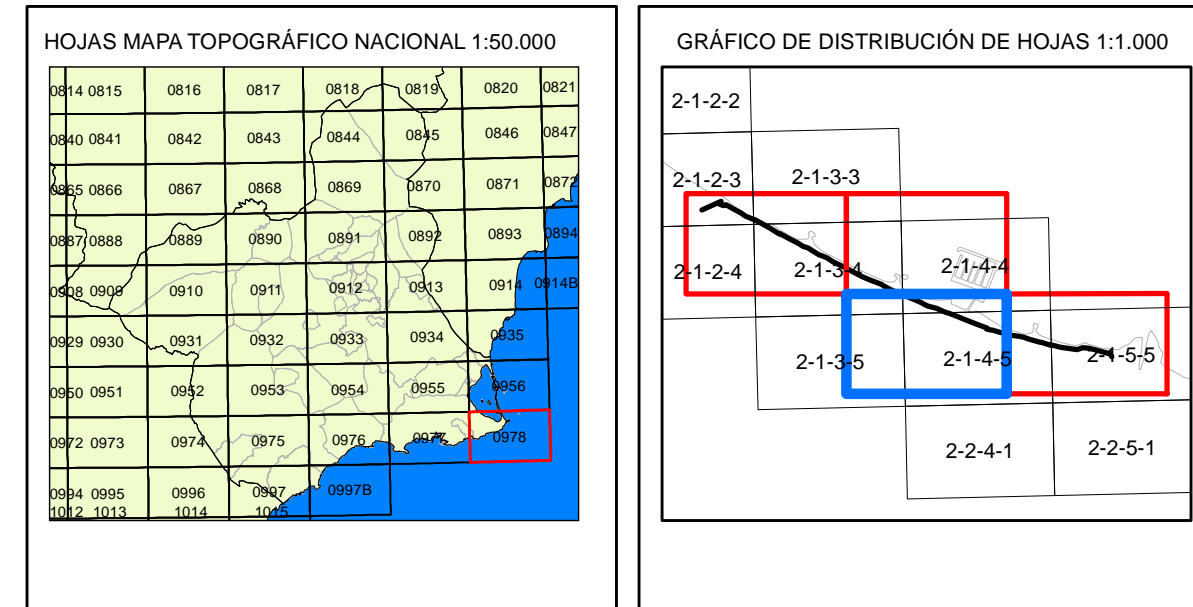 HOJAS MAPA TOPOGRÁFICO NACIONAL 1:50.000
0814 0815 0816 0817 0818 0819 0820 0821
0840 0841 0842 0843 0844 0845 0846 0847
0865 0866 0867 0868 0869 0870 0871 0872
0887 0888 0889 0890 0891 0892 0893 0894
0908 0909 0910 0911 0912 0913 0914 0914B
0929 0930 0931 0932 0933 0934 0935
0950 0951 0952 0953 0954 0955 0956
0972 0973 0974 0975 0976 0977 0978
0994 0995 0996 0997 0997B
1012 1013 1014 1015
GRÁFICO DE DISTRIBUCIÓN DE HOJAS 1:1.000
2-1-2-2
2-1-2-3 2-1-3-3
2-1-2-4 2-1-3-4 2-1-4-4
2-1-3-5 2-1-4-5 2-1-5-5
2-2-4-1 2-2-5-1